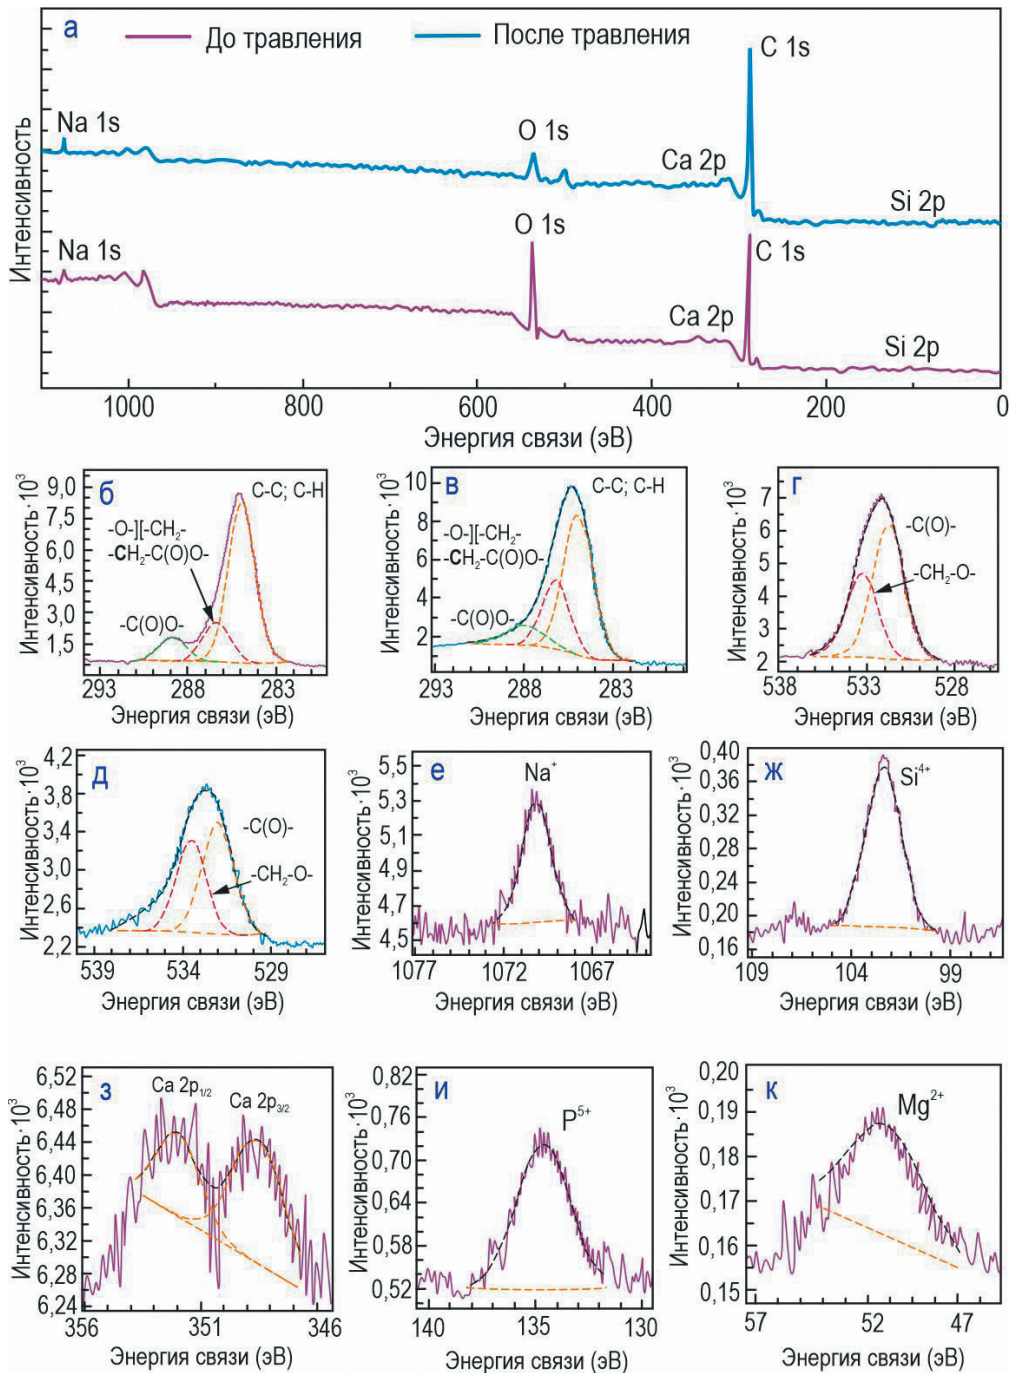 а
До травления
После травления
C 1s
Na 1s
O 1s
Ca 2p
Si 2p
Na 1s
O 1s
C 1s
Ca 2p
Si 2p
Интенсивность
1000 800 600 400 200 0
Энергия связи (эВ)
б
C-C; C-H
-O-][-CH₂-
-CH₂-C(O)O-
-C(O)O-
Интенсивность·10³
9,0
7,5
6,0
4,5
3,0
1,5
293 288 283
Энергия связи (эВ)
в
C-C; C-H
-O-][-CH₂-
-CH₂-C(O)O-
-C(O)O-
Интенсивность·10³
10
8
6
4
2
293 288 283
Энергия связи (эВ)
г
-C(O)-
-CH₂-O-
Интенсивность·10³
7
6
5
4
3
2
538 533 528
Энергия связи (эВ)
д
-C(O)-
-CH₂-O-
Интенсивность·10³
4,2
3,8
3,4
3,0
2,6
2,2
539 534 529
Энергия связи (эВ)
е
Na⁺
Интенсивность·10³
5,5
5,3
5,1
4,9
4,7
4,5
1077 1072 1067
Энергия связи (эВ)
ж
Si⁴⁺
Интенсивность·10³
0,40
0,36
0,32
0,28
0,24
0,20
0,16
109 104 99
Энергия связи (эВ)
з
Ca 2p₁/₂
Ca 2p₃/₂
Интенсивность·10³
6,52
6,48
6,44
6,40
6,36
6,32
6,28
6,24
356 351 346
Энергия связи (эВ)
и
P⁵⁺
Интенсивность·10³
0,82
0,76
0,70
0,64
0,58
0,52
140 135 130
Энергия связи (эВ)
к
Mg²⁺
Интенсивность·10³
0,20
0,19
0,18
0,17
0,16
0,15
57 52 47
Энергия связи (эВ)